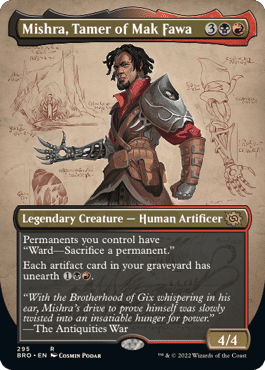 Mishra, Tamer of Mak Fawa 3
Legendary Creature — Human Artificer
Permanents you control have
“Ward—Sacrifice a permanent.”
Each artifact card in your graveyard has
unearth 1.
“With the Brotherhood of Gix whispering in his
ear, Mishra’s drive to prove himself was slowly
twisted into an insatiable hunger for power.”
—The Antiquities War
4/4
295 R
BRO • EN COSMIN PODAR
™ & © 2022 Wizards of the Coast